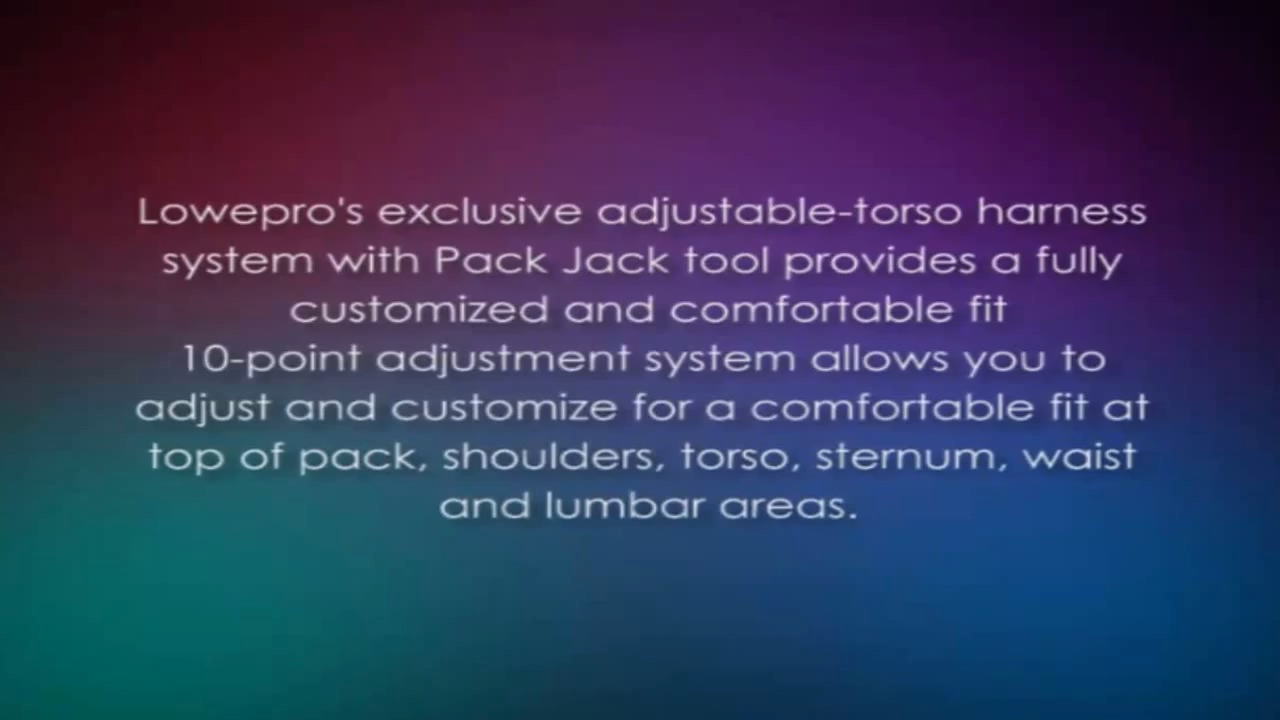 Lowepro's exclusive adjustable-torso harness
system with Pack Jack tool provides a fully
customized and comfortable fit
10-point adjustment system allows you to
adjust and customize for a comfortable fit at
top of pack, shoulders, torso, sternum, waist
and lumbar areas.